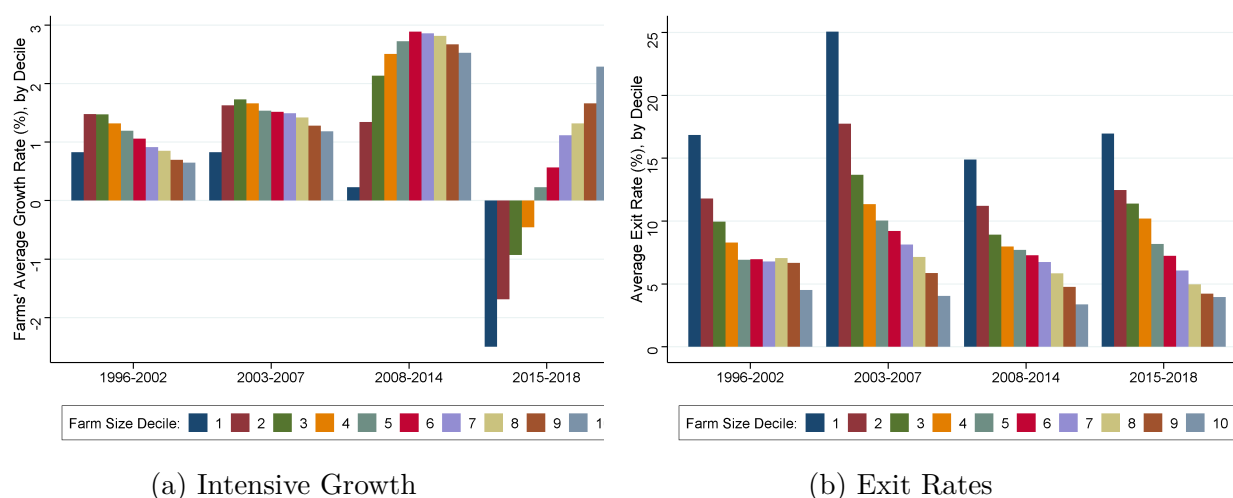 Farms' Average Growth Rate (%), by Decile
3
2
1
0
-1
-2
1996-2002 2003-2007 2008-2014 2015-2018
Farm Size Decile: 1 2 3 4 5 6 7 8 9
(a) Intensive Growth
Average Exit Rate (%), by Decile
25
20
15
10
5
0
1996-2002 2003-2007 2008-2014 2015-2018
Farm Size Decile: 1 2 3 4 5 6 7 8 9 10
(b) Exit Rates